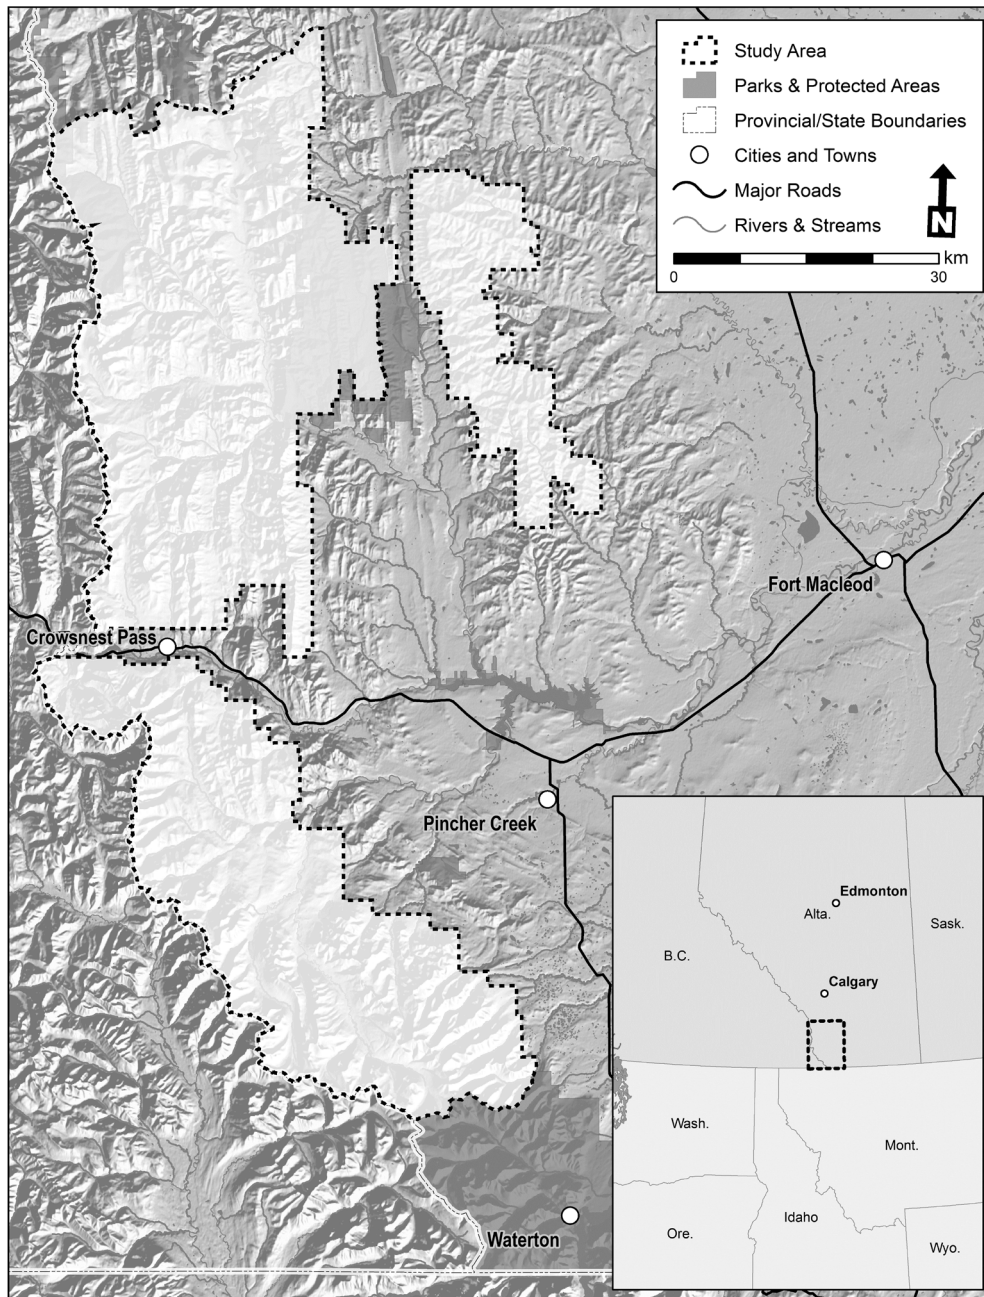 Study Area
Parks & Protected Areas
Provincial/State Boundaries
Cities and Towns
Major Roads
Rivers & Streams
N
km
0
30
Fort Macleod
Crowsnest Pass
Pincher Creek
Waterton
Edmonton
Alta.
Sask.
B.C.
Calgary
Wash.
Mont.
Idaho
Ore.
Wyo.